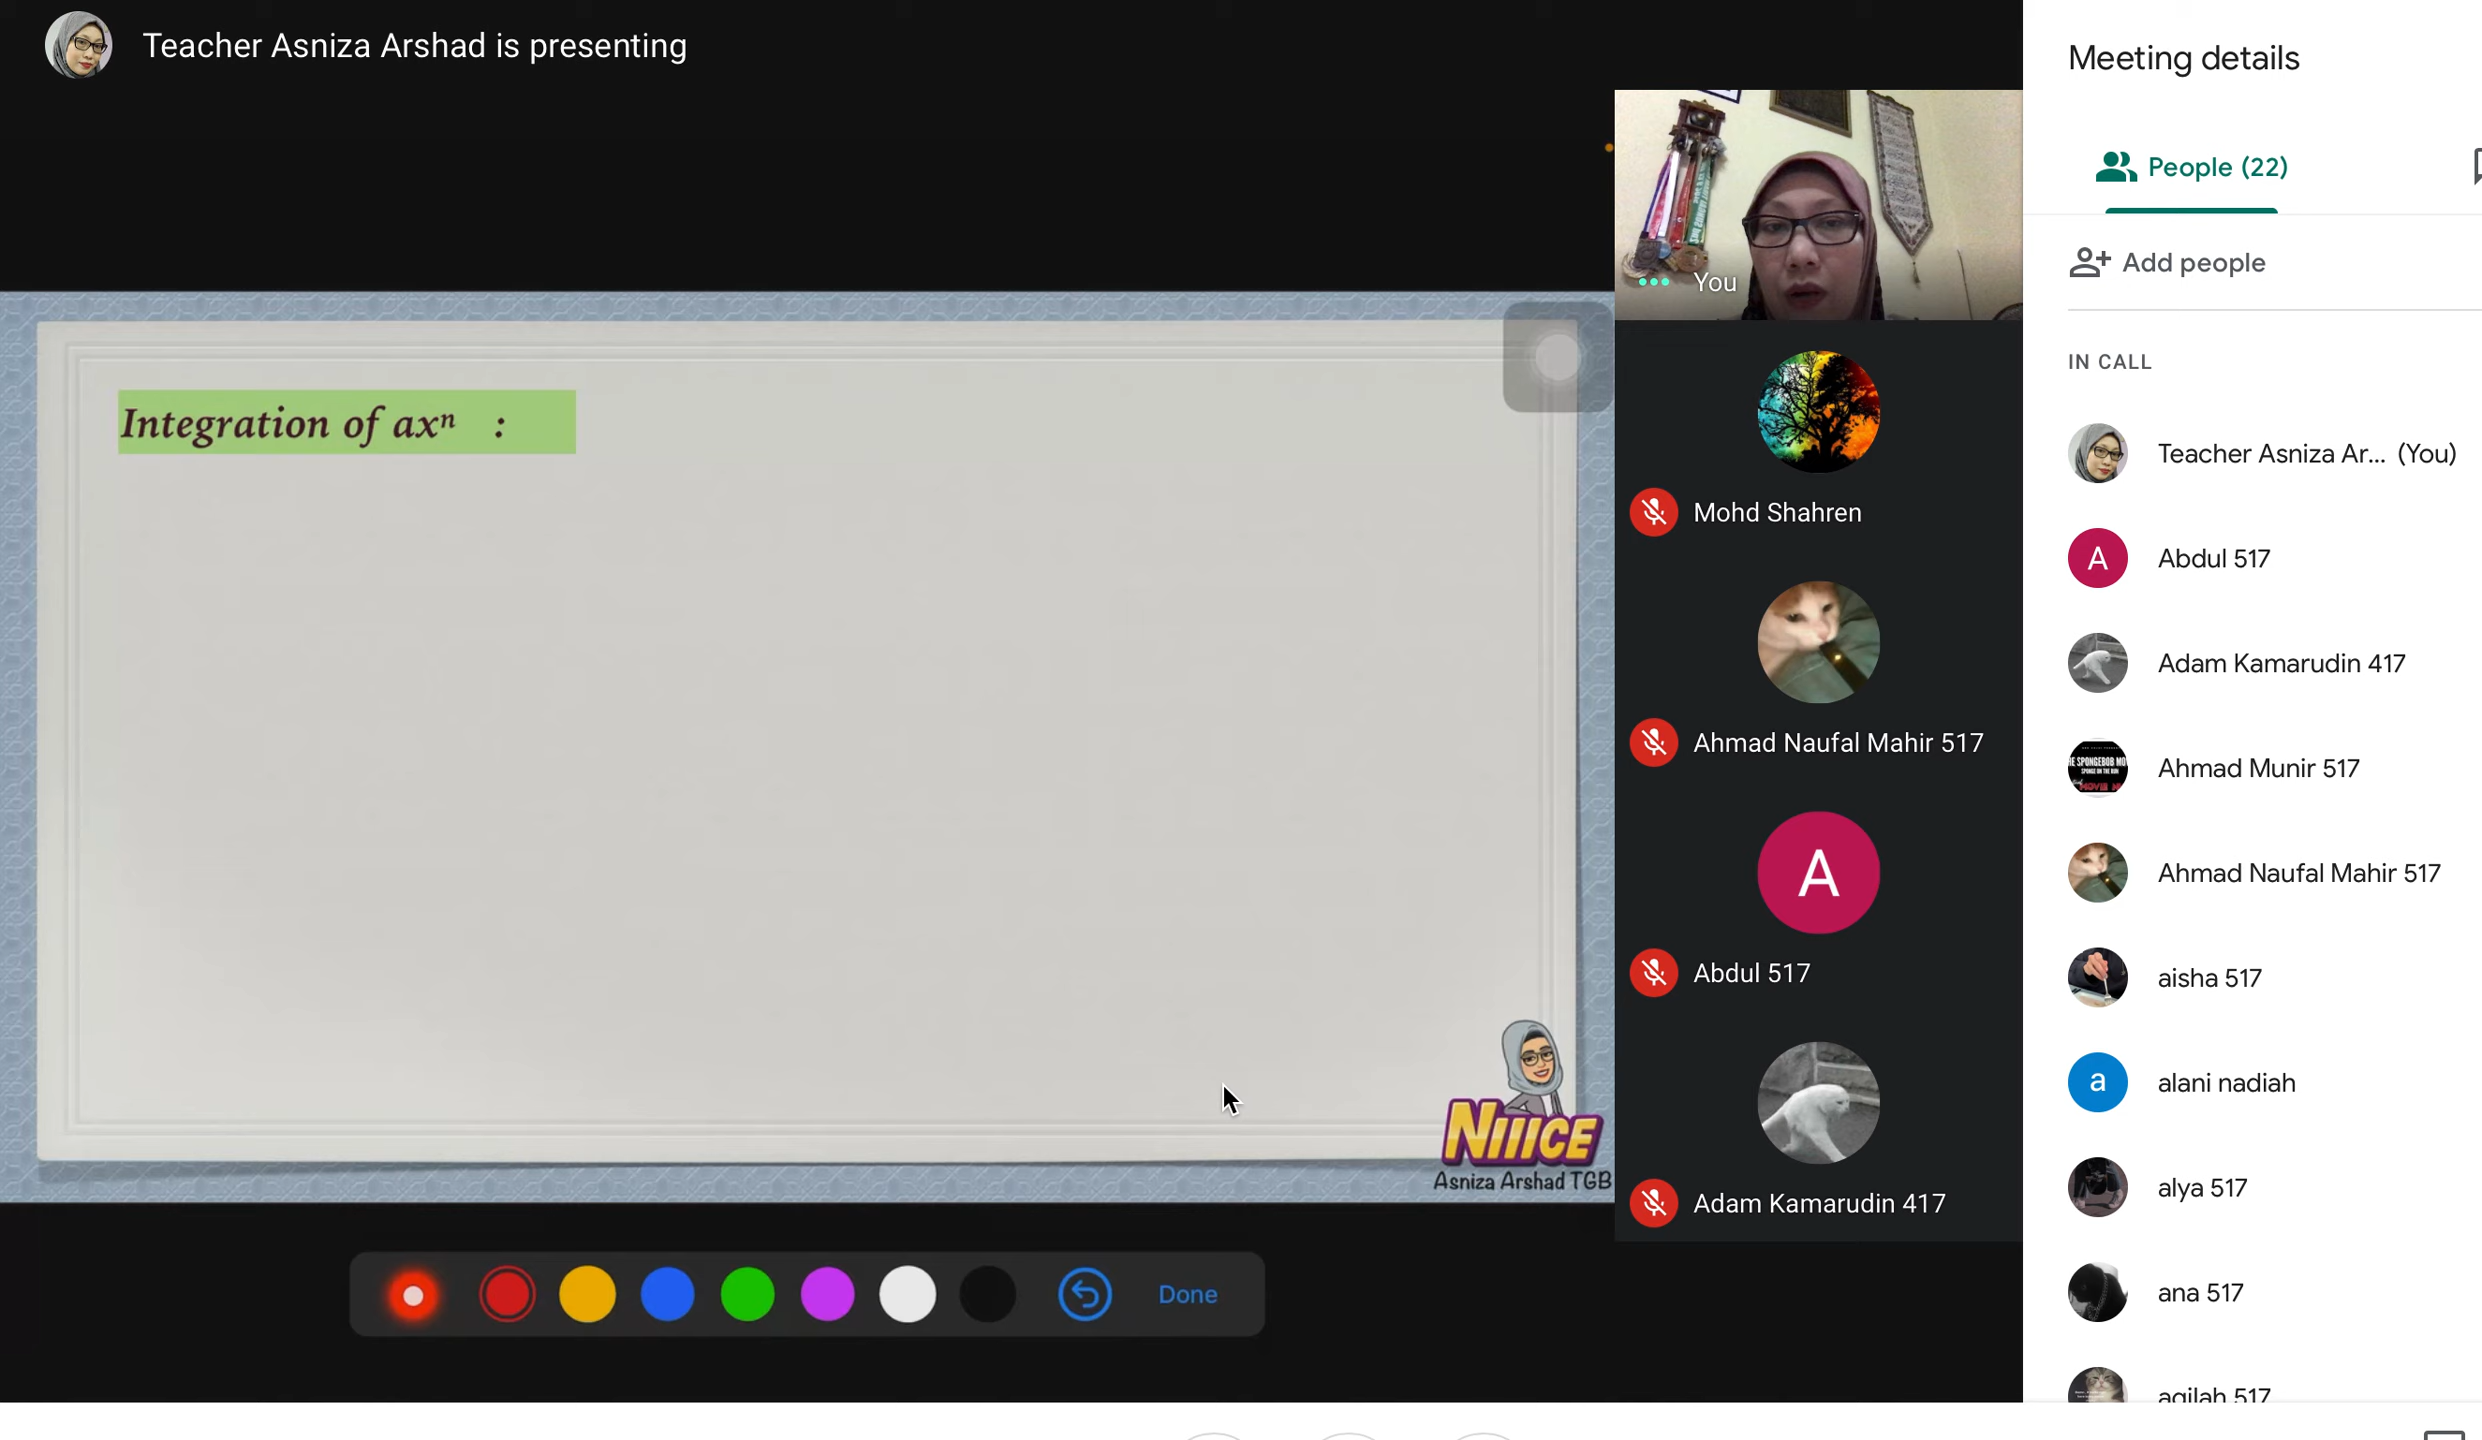 Teacher Asniza Arshad is presenting
Integration of axⁿ :
NIIICE
Asniza Arshad TGB
Done
You
Mohd Shahren
Ahmad Naufal Mahir 517
A
Abdul 517
Adam Kamarudin 417
Meeting details
People (22)
Add people
IN CALL
Teacher Asniza Ar... (You)
A
Abdul 517
Adam Kamarudin 417
Ahmad Munir 517
Ahmad Naufal Mahir 517
aisha 517
a
alani nadiah
alya 517
ana 517
aqilah 517